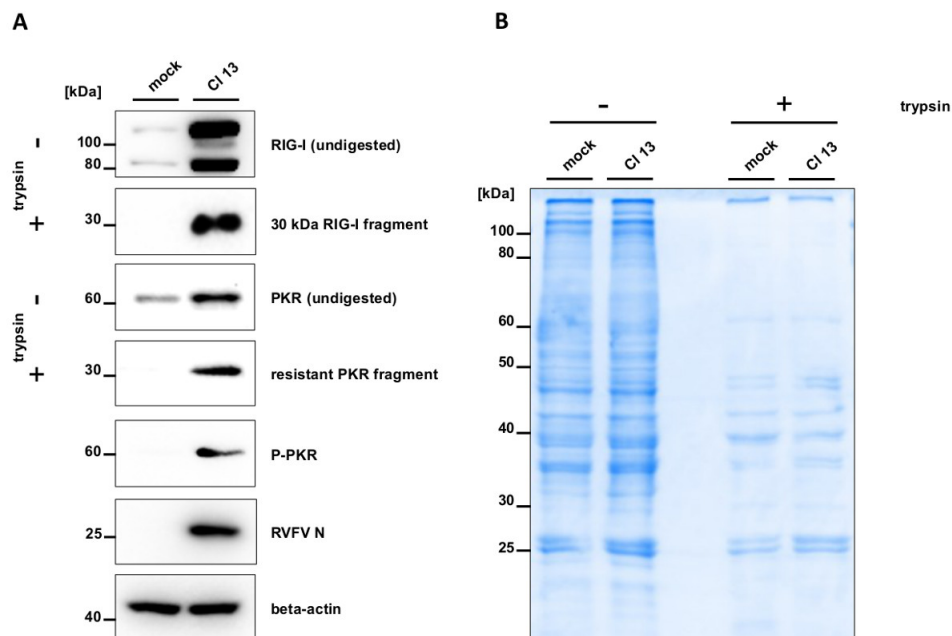 A
mock
Cl 13
[kDa]
trypsin
-
100
80
RIG-I (undigested)
+
30
30 kDa RIG-I fragment
trypsin
-
60
PKR (undigested)
+
30
resistant PKR fragment
60
P-PKR
25
RVFV N
40
beta-actin
B
- + trypsin
mock
Cl 13
mock
Cl 13
[kDa]
100
80
60
50
40
30
25